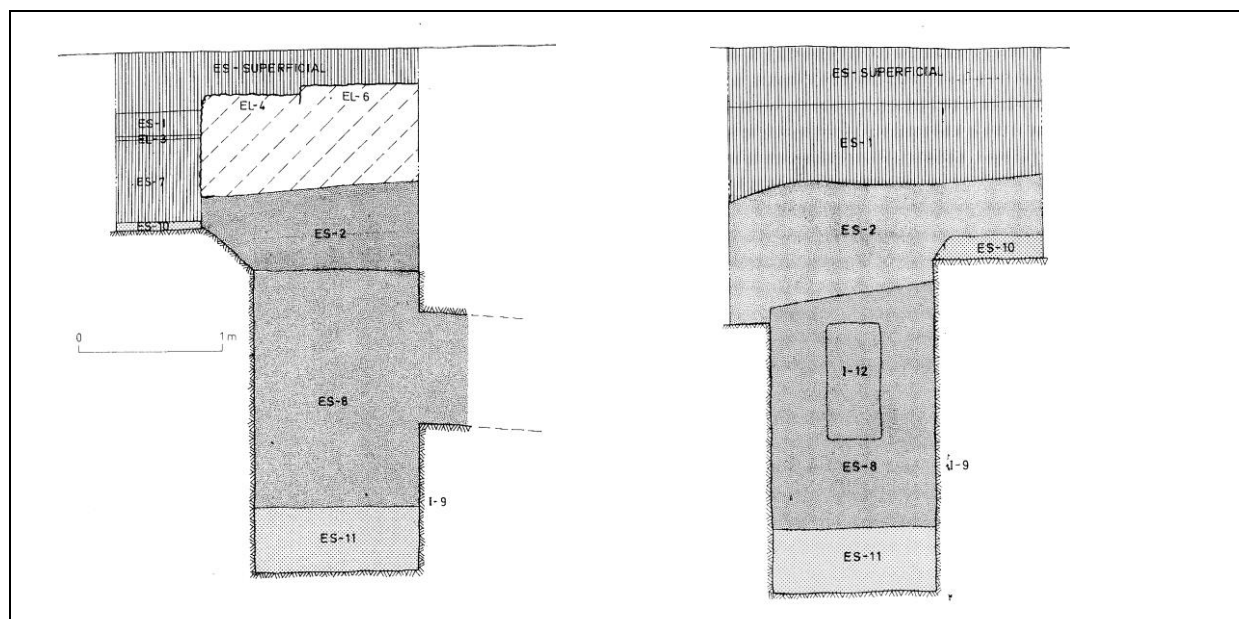 ES-SUPERFICIAL
EL-4
EL-6
ES-1
EL-3
ES-7
ES-10
ES-2
0
1m
ES-8
I-9
ES-11
ES-SUPERFICIAL
ES-1
ES-2
ES-10
I-12
ES-8
I-9
ES-11